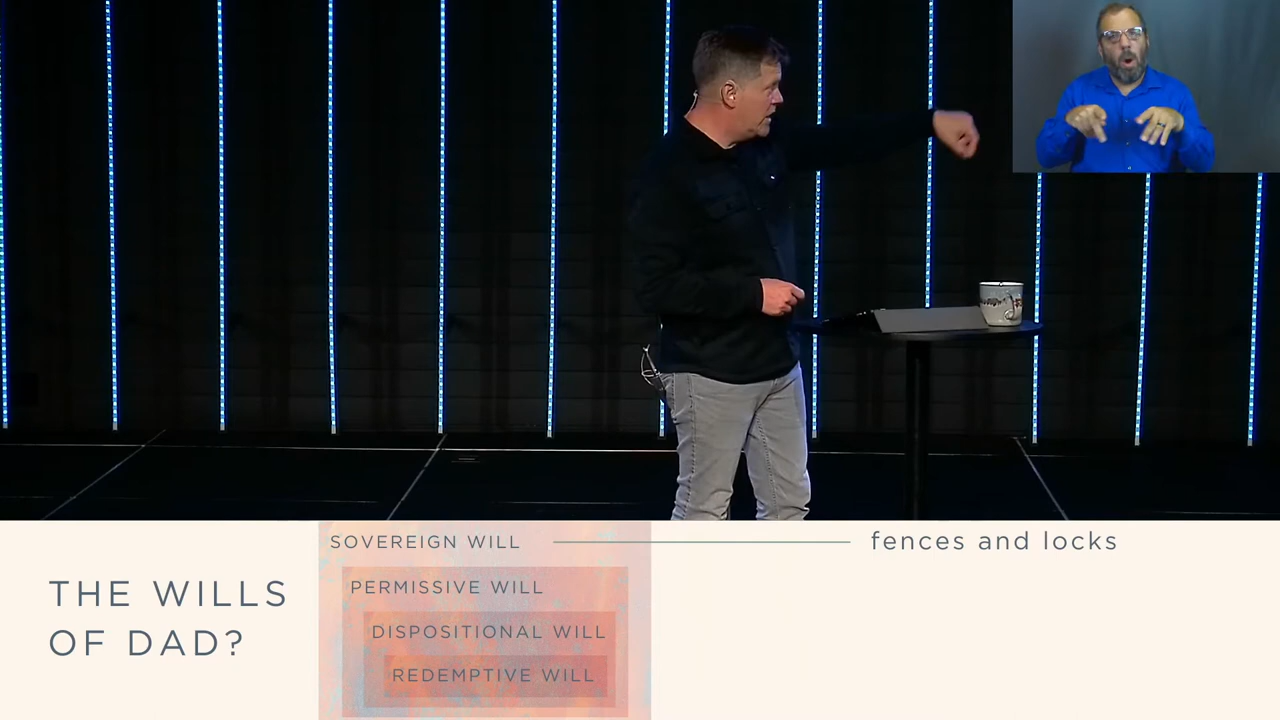 SOVEREIGN WILL
fences and locks
THE WILLS
OF DAD?
PERMISSIVE WILL
DISPOSITIONAL WILL
REDEMPTIVE WILL